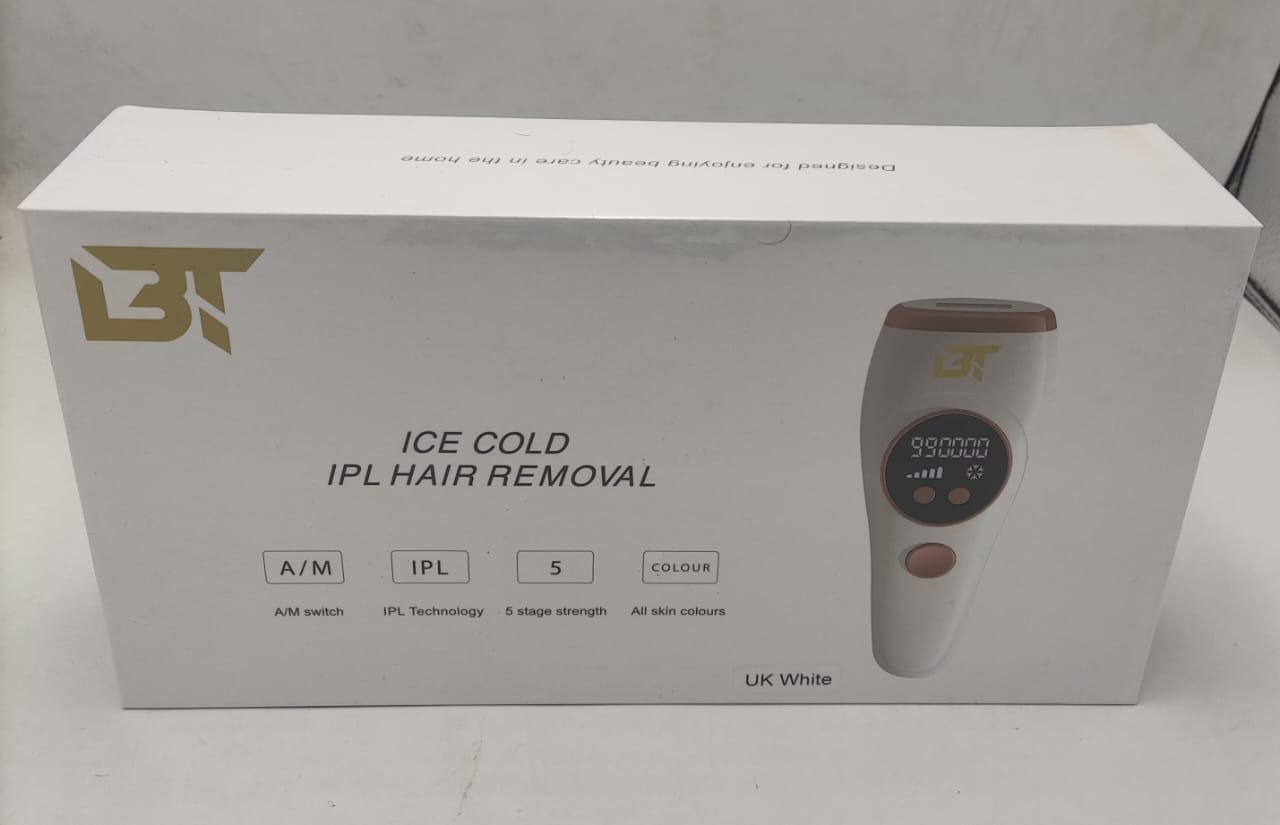 Designed for enjoying beauty care in the home
BT
ICE COLD
IPL HAIR REMOVAL
A/M
IPL
5
COLOUR
A/M switch
IPL Technology
5 stage strength
All skin colours
BT
990000
UK White